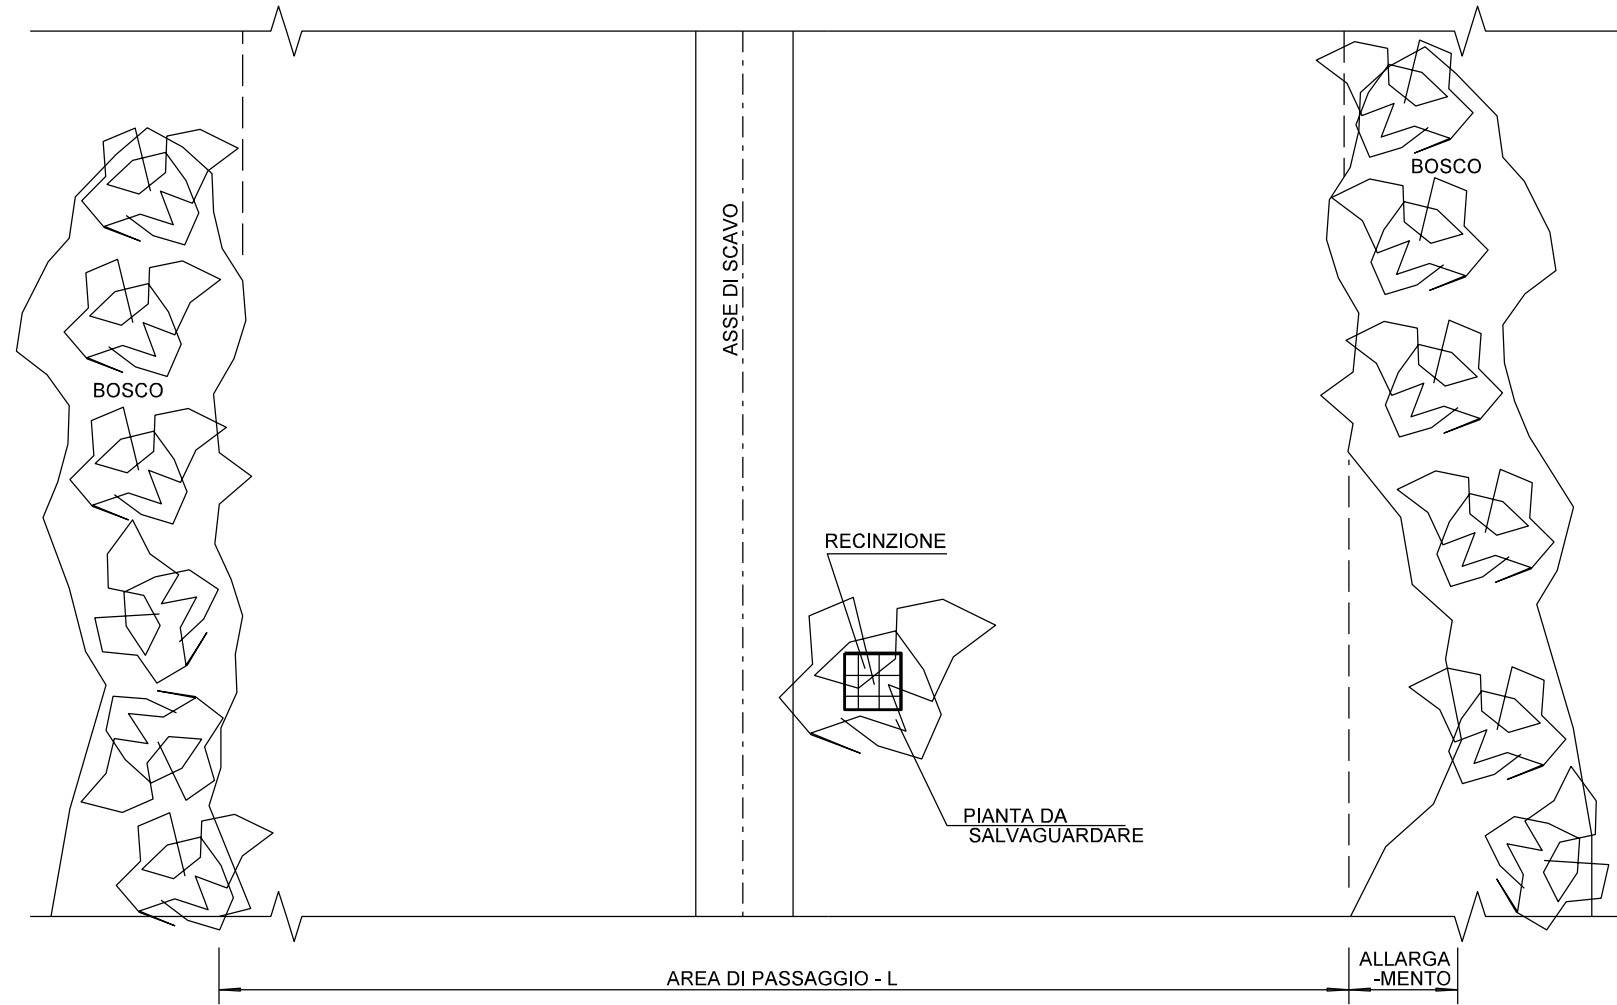 BOSCO
ASSE DI SCAVO
BOSCO
RECINZIONE
PIANTA DA
SALVAGUARDARE
AREA DI PASSAGGIO - L
ALLARGA
-MENTO